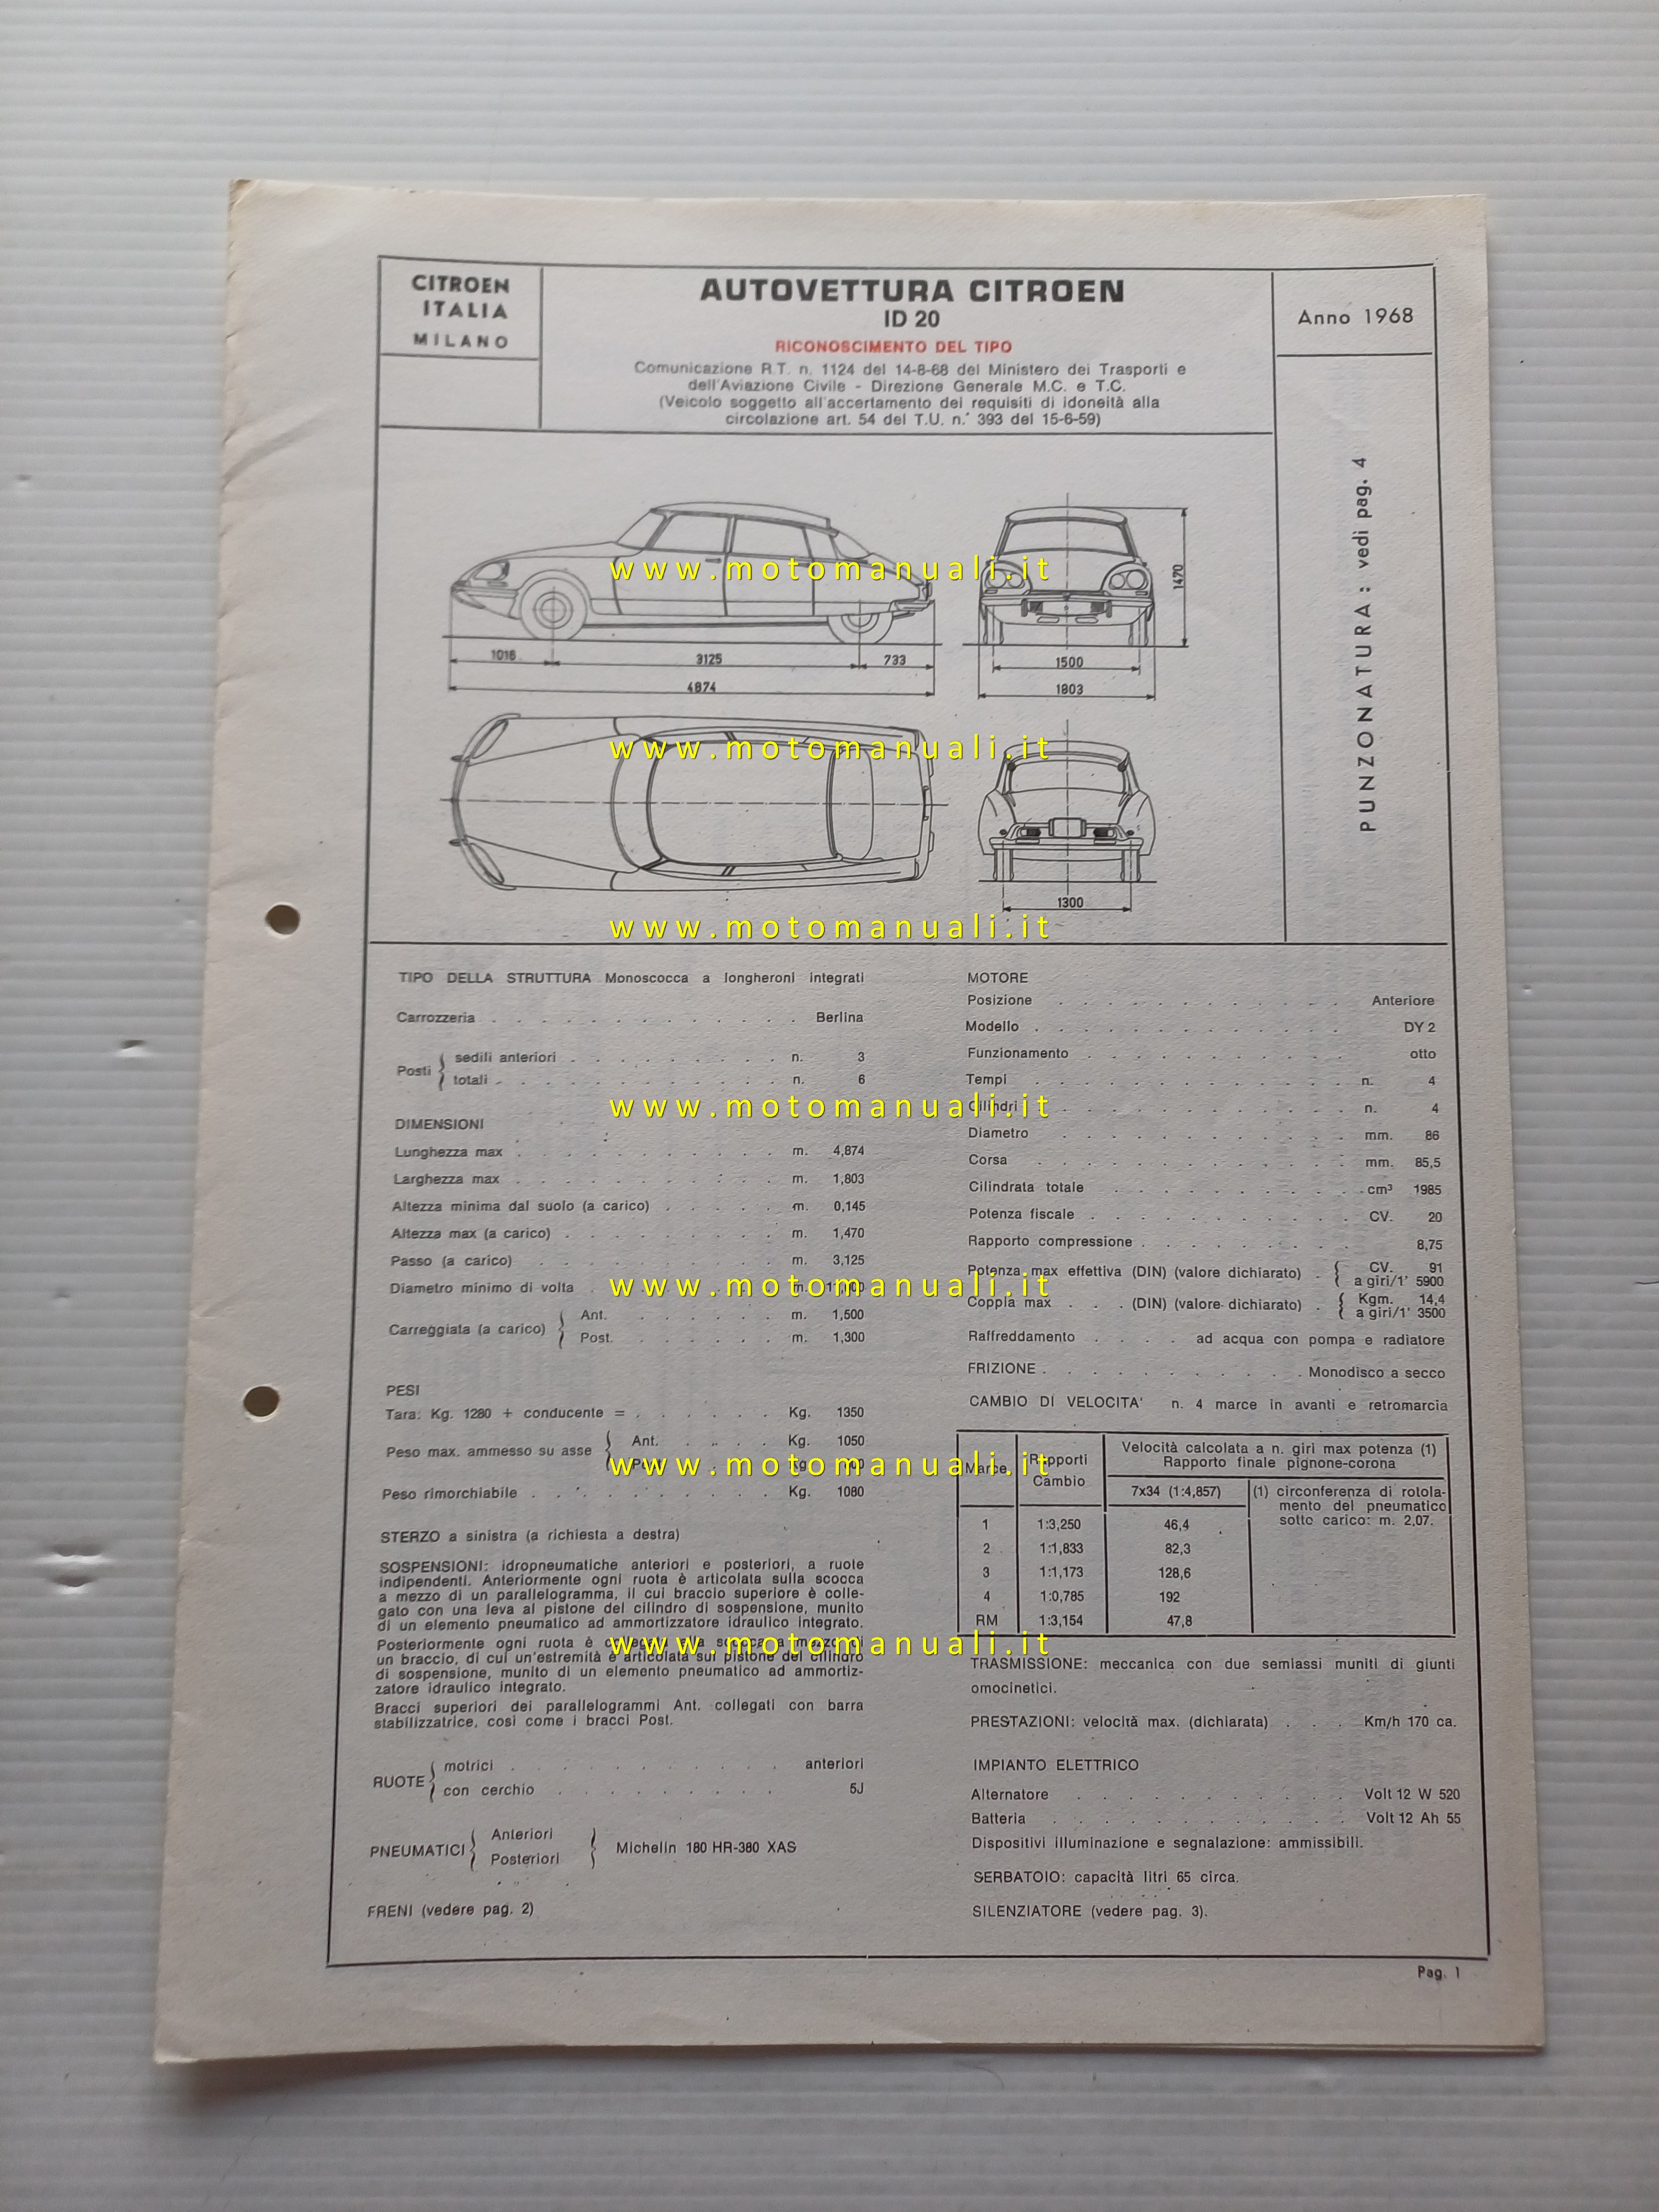 CITROEN
ITALIA
MILANO
AUTOVETTURA CITROEN
ID 20
RICONOSCIMENTO DEL TIPO
Comunicazione R.T. n. 1124 del 14-8-68 del Ministero dei Trasporti e
dell'Aviazione Civile - Direzione Generale M.C. e T.C.
(Veicolo soggetto all'accertamento dei requisiti di idoneità alla
circolazione art. 54 del T.U. n.° 393 del 15-6-59)
Anno 1968
PUNZONATURA: vedi pag. 4
www.motomanuali.it
1470
1016 3125 733
4874
1500
1803
www.motomanuali.it
1300
www.motomanuali.it
TIPO DELLA STRUTTURA Monoscocca a longheroni integrati
Carrozzeria . . . . . . . . . . . . Berlina
Posti { sedili anteriori . . . . . . . . n. 3
totali . . . . . . . . . . n. 6
www.motomanuali.it
DIMENSIONI
Lunghezza max . . . . . . . . . m. 4,874
Larghezza max . . . . . . . . . m. 1,803
Altezza minima dal suolo (a carico) . . . . m. 0,145
Altezza max (a carico) . . . . . . . m. 1,470
Passo (a carico) . . . . . . . . m. 3,125
Diametro minimo di volta . . m.
www.motomanuali.it
Carreggiata (a carico) { Ant. . . . . . . m. 1,500
Post. . . . . . . m. 1,300
PESI
Tara: Kg. 1280 + conducente = . . . . . . Kg. 1350
Peso max. ammesso su asse { Ant. . . . . Kg. 1050
Kg.
www.motomanuali.it
Peso rimorchiabile . . . . . . . . . Kg. 1080
STERZO a sinistra (a richiesta a destra)
SOSPENSIONI: idropneumatiche anteriori e posteriori, a ruote
indipendenti. Anteriormente ogni ruota è articolata sulla scocca
a mezzo di un parallelogramma, il cui braccio superiore è colle-
gato con una leva al pistone del cilindro di sospensione, munito
di un elemento pneumatico ad ammortizzatore idraulico integrato.
Posteriormente ogni ruota è
www.motomanuali.it
un braccio, di cui un'estremità è articolata sul pistone del cilindro
di sospensione, munito di un elemento pneumatico ad ammortiz-
zatore idraulico integrato.
Bracci superiori dei parallelogrammi Ant. collegati con barra
stabilizzatrice, così come i bracci Post.
RUOTE { motrici . . . . . . . . . anteriori
con cerchio . . . . . . . . 5J
PNEUMATICI { Anteriori
Posteriori } Michelin 180 HR-380 XAS
FRENI (vedere pag. 2)
MOTORE
Posizione . . . . . . . . . . . . Anteriore
Modello . . . . . . . . . . . . . DY 2
Funzionamento . . . . . . . . . . . otto
Tempi . . . . . . . . . . . . n. 4
Cilindri . . . . . . . . . . . . n. 4
Diametro . . . . . . . . . . . . mm. 86
Corsa . . . . . . . . . . . . mm. 85,5
Cilindrata totale . . . . . . . . . cm³ 1985
Potenza fiscale . . . . . . . . . . CV. 20
Rapporto compressione . . . . . . . . 8,75
Potenza max effettiva (DIN) (valore dichiarato) . { CV. 91
a giri/1' 5900
Coppia max . . . (DIN) (valore dichiarato) . { Kgm. 14,4
a giri/1' 3500
Raffreddamento . . . . ad acqua con pompa e radiatore
FRIZIONE . . . . . . . . . . Monodisco a secco
CAMBIO DI VELOCITA' n. 4 marce in avanti e retromarcia
Marce Rapporti Cambio Velocità calcolata a n. giri max potenza (1)
Rapporto finale pignone-corona
7x34 (1:4,857) (1) circonferenza di rotola-
mento del pneumatico
sotto carico: m. 2,07.
1 1:3,250 46,4
2 1:1,833 82,3
3 1:1,173 128,6
4 1:0,785 192
RM 1:3,154 47,8
TRASMISSIONE: meccanica con due semiassi muniti di giunti
omocinetici.
PRESTAZIONI: velocità max. (dichiarata) . . . Km/h 170 ca.
IMPIANTO ELETTRICO
Alternatore . . . . . . . . . . Volt 12 W 520
Batteria . . . . . . . . . . . Volt 12 Ah 55
Dispositivi illuminazione e segnalazione: ammissibili.
SERBATOIO: capacità litri 65 circa.
SILENZIATORE (vedere pag. 3).
Pag. 1